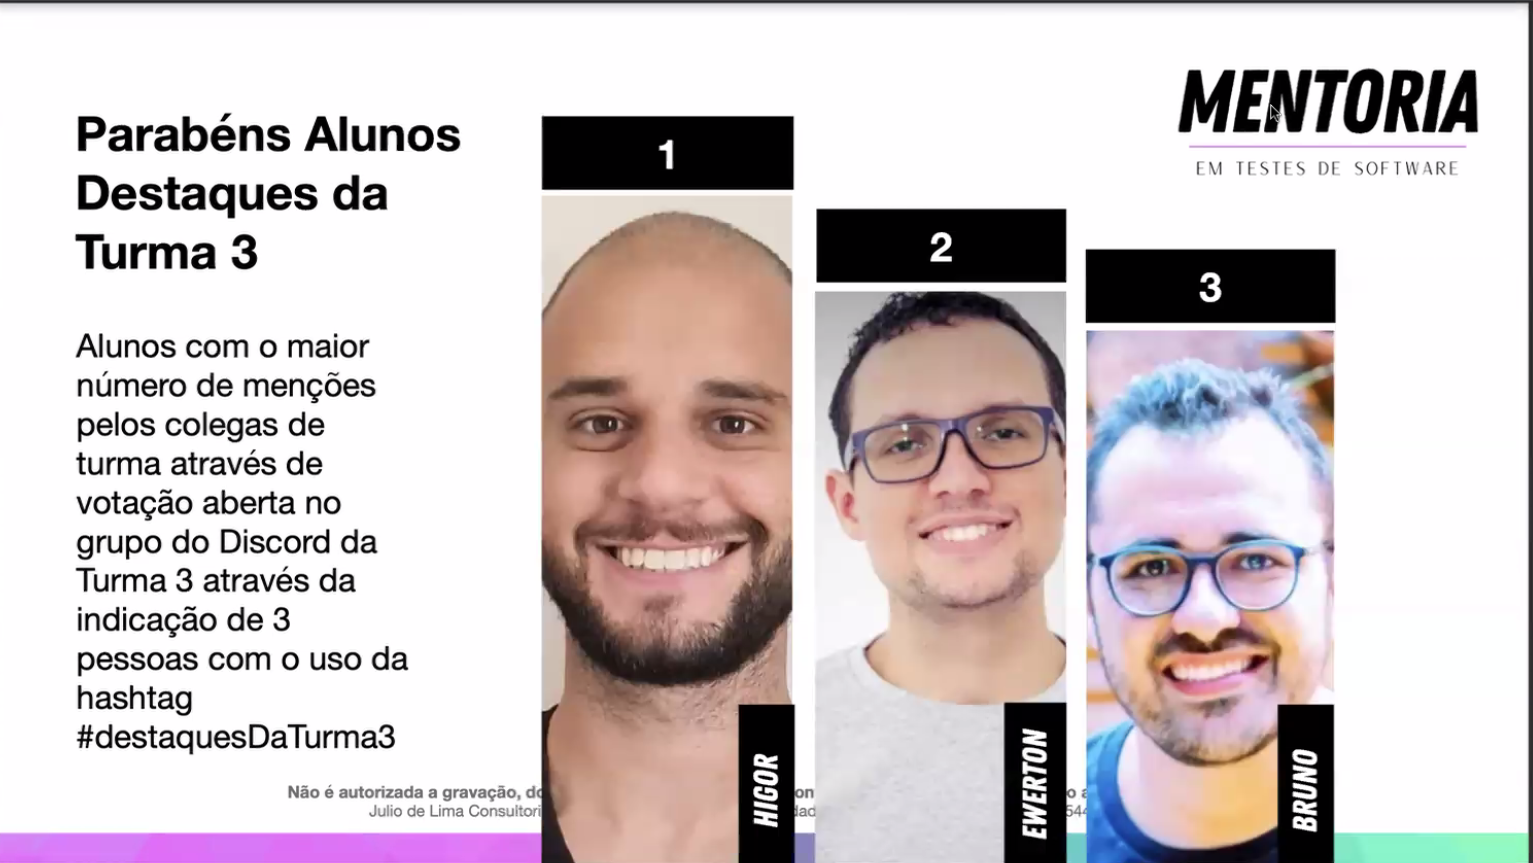 MENTORIA
EM TESTES DE SOFTWARE
Parabéns Alunos
Destaques da
Turma 3
Alunos com o maior
número de menções
pelos colegas de
turma através de
votação aberta no
grupo do Discord da
Turma 3 através da
indicação de 3
pessoas com o uso da
hashtag
#destaquesDaTurma3
1
HIGOR
2
EWERTON
3
BRUNO
Não é autorizada a gravação,
Julio de Lima